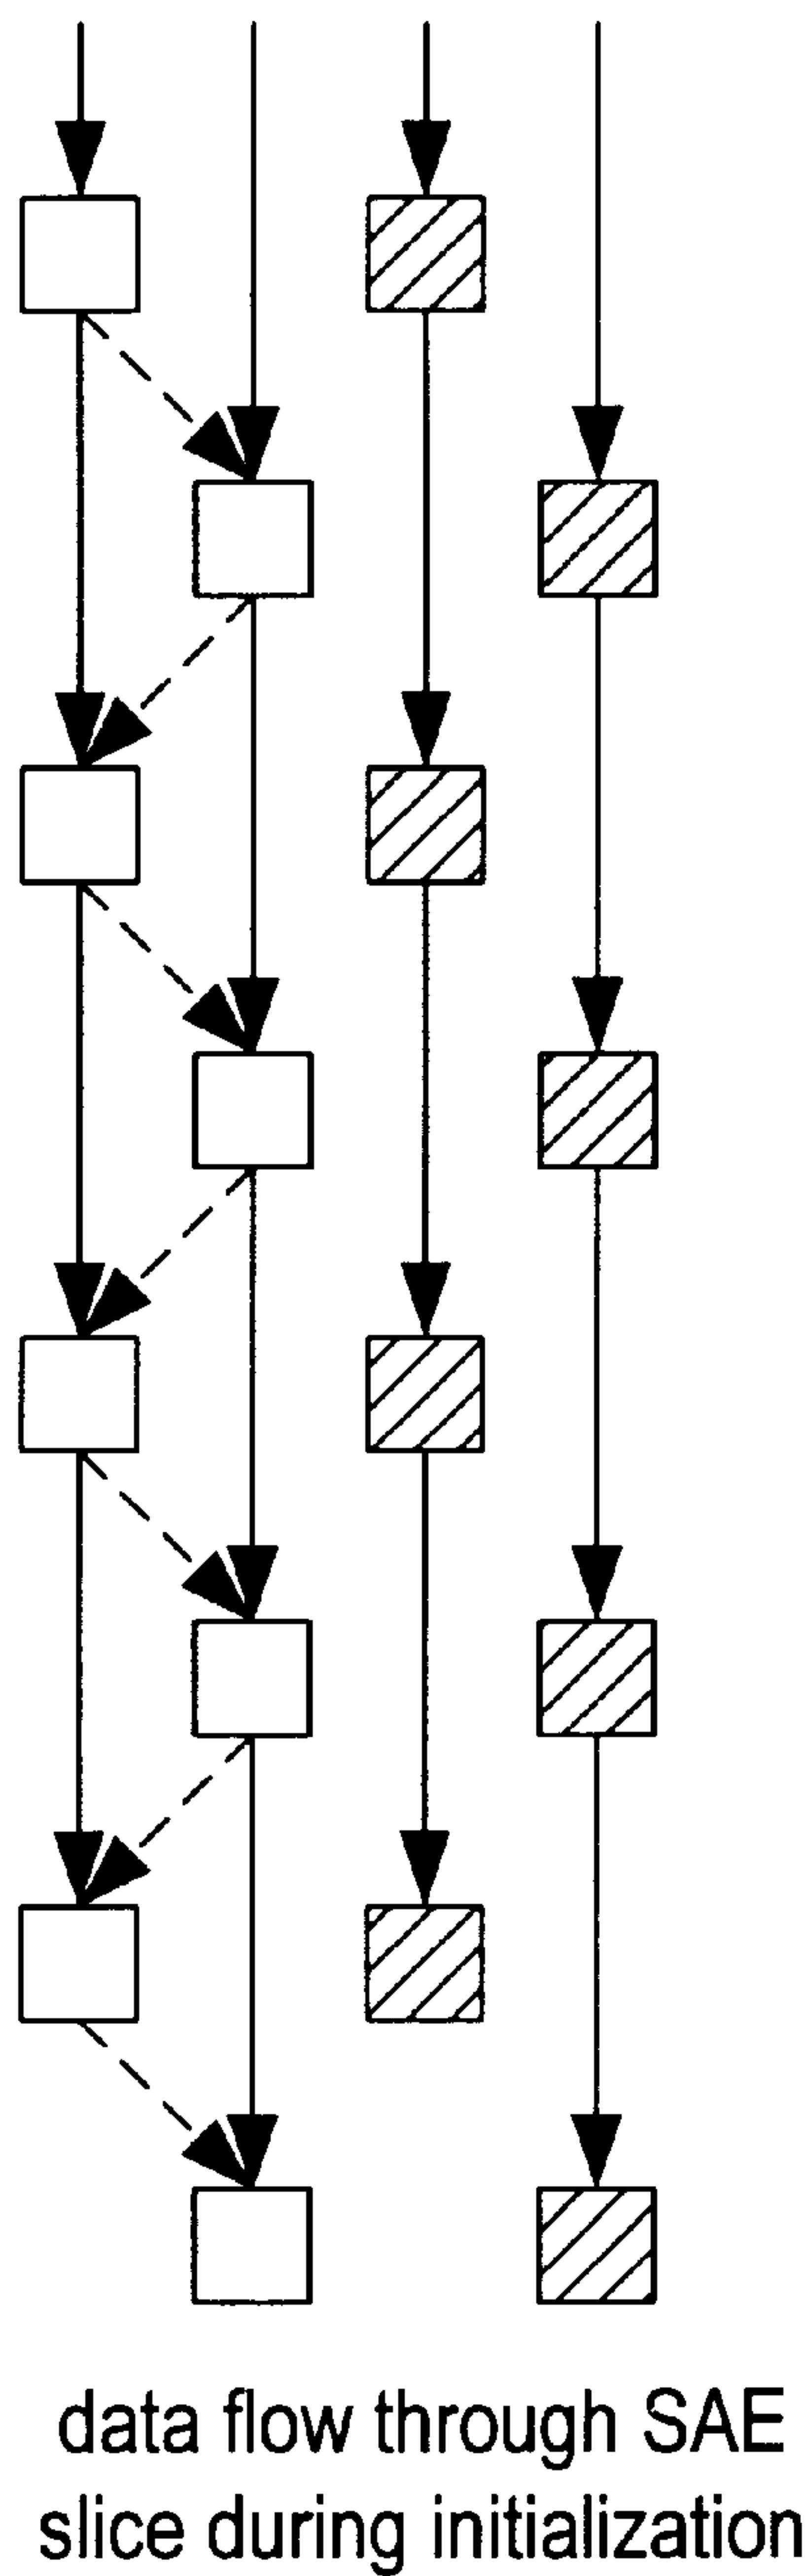 data flow through SAE
slice during initialization